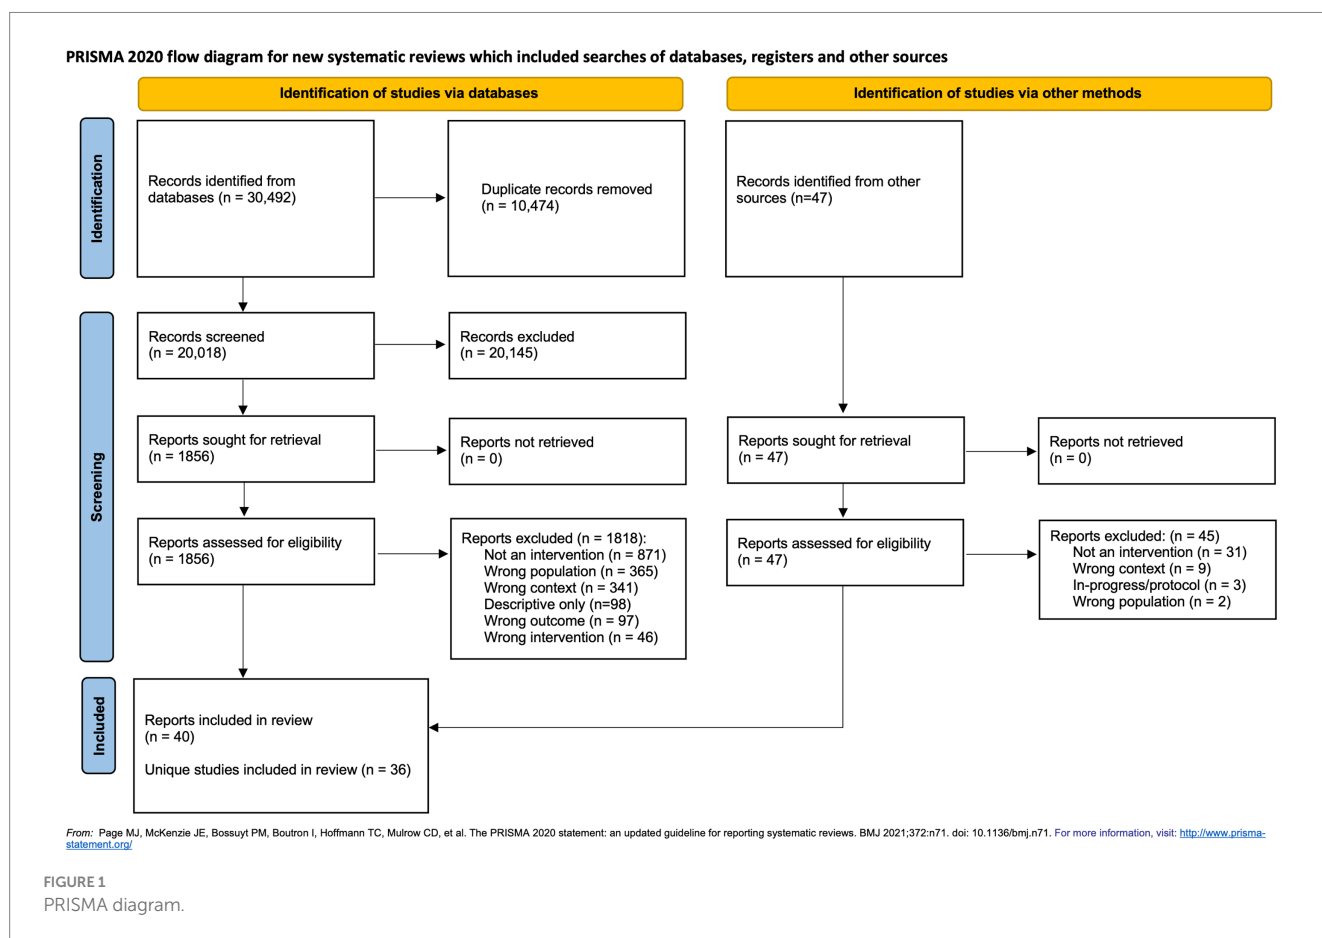 PRISMA 2020 flow diagram for new systematic reviews which included searches of databases, registers and other sources
Identification of studies via databases
Identification of studies via other methods
Identification
Records identified from
databases (n = 30,492)
Duplicate records removed
(n = 10,474)
Records identified from other
sources (n=47)
Screening
Records screened
(n = 20,018)
Records excluded
(n = 20,145)
Reports sought for retrieval
(n = 1856)
Reports not retrieved
(n = 0)
Reports sought for retrieval
(n = 47)
Reports not retrieved
(n = 0)
Reports assessed for eligibility
(n = 1856)
Reports excluded (n = 1818):
Not an intervention (n = 871)
Wrong population (n = 365)
Wrong context (n = 341)
Descriptive only (n=98)
Wrong outcome (n = 97)
Wrong intervention (n = 46)
Reports assessed for eligibility
(n = 47)
Reports excluded: (n = 45)
Not an intervention (n = 31)
Wrong context (n = 9)
In-progress/protocol (n = 3)
Wrong population (n = 2)
Included
Reports included in review
(n = 40)
Unique studies included in review (n = 36)
From: Page MJ, McKenzie JE, Bossuyt PM, Boutron I, Hoffmann TC, Mulrow CD, et al. The PRISMA 2020 statement: an updated guideline for reporting systematic reviews. BMJ 2021;372:n71. doi: 10.1136/bmj.n71. For more information, visit: http://www.prisma-
statement.org/
FIGURE 1
PRISMA diagram.